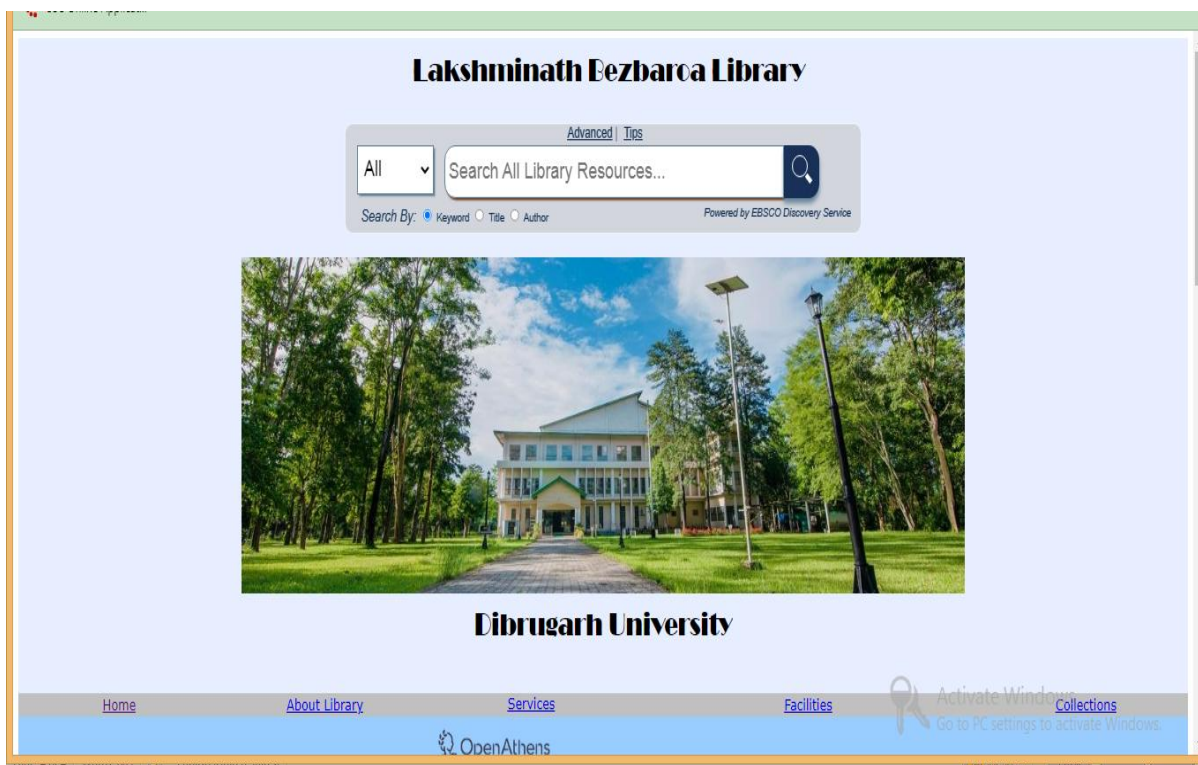 Lakshminath Bezbaroa Library
Advanced | Tips
All
Search All Library Resources...
Search By: Keyword Title Author
Powered by EBSCO Discovery Service
Dibrugarh University
Home About Library Services Facilities Collections
Activate Windows
Go to PC settings to activate Windows.
OpenAthens